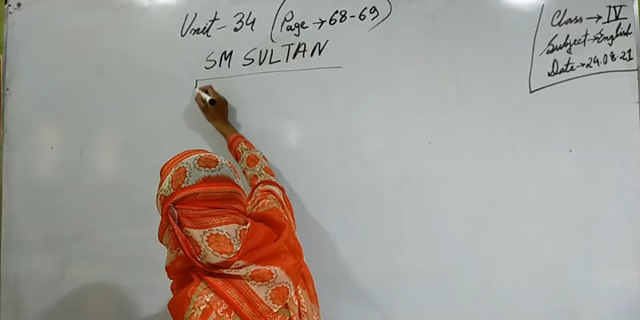 Unit - 34 (Page → 68-69)
SM SULTAN
Class → IV
Subject → English
Date → 24.08.21